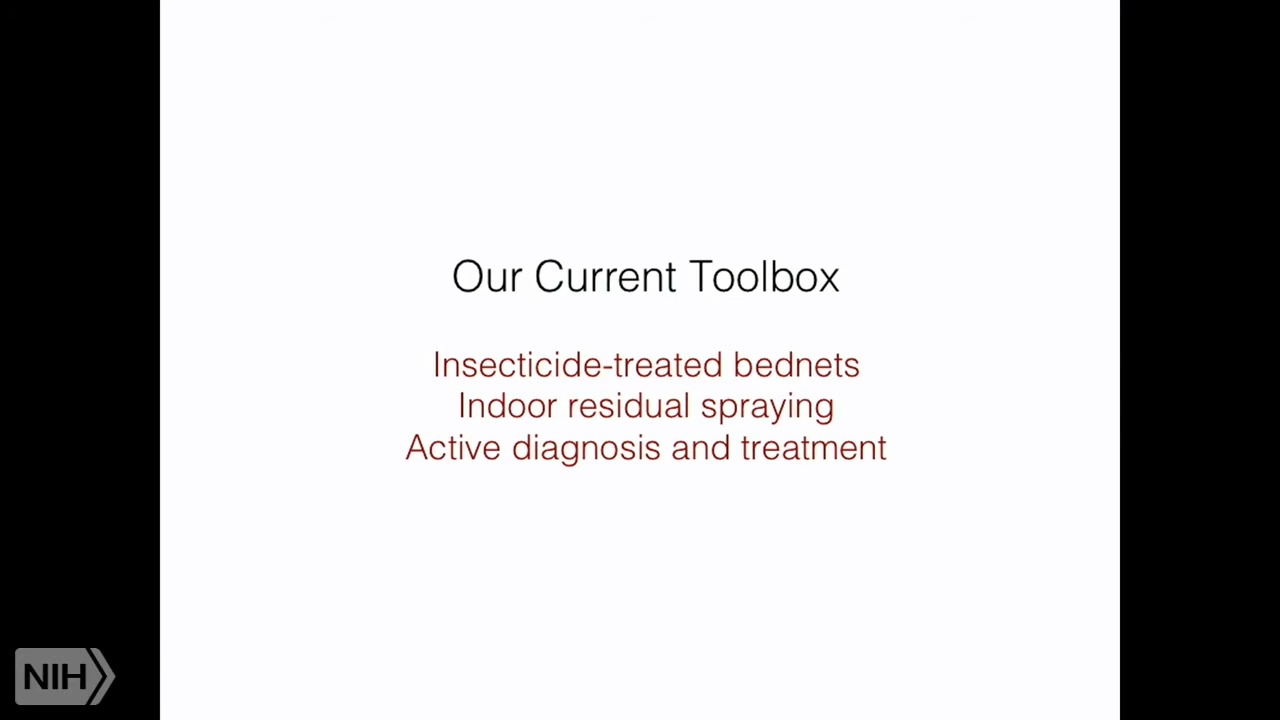 Our Current Toolbox
Insecticide-treated bednets
Indoor residual spraying
Active diagnosis and treatment
NIH